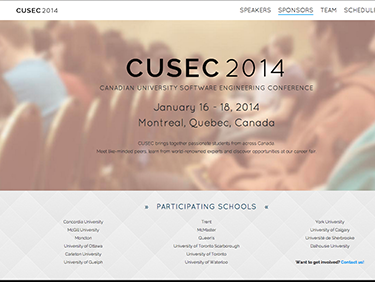 CUSEC 2014
SPEAKERS SPONSORS TEAM SCHEDUL
CUSEC 2014
CANADIAN UNIVERSITY SOFTWARE ENGINEERING CONFERENCE
January 16 - 18, 2014
Montreal, Quebec, Canada
CUSEC brings together passionate students from across Canada.
Meet like-minded peers, learn from world renowned experts and discover opportunities at our career fair.
» PARTICIPATING SCHOOLS «
Concordia University Trent York University
McGill University McMaster University of Calgary
Moncton Queen's Université de Sherbrooke
University of Ottawa University of Toronto Scarborough Dalhousie University
Carleton University University of Toronto
University of Guelph University of Waterloo Want to get involved? Contact us.